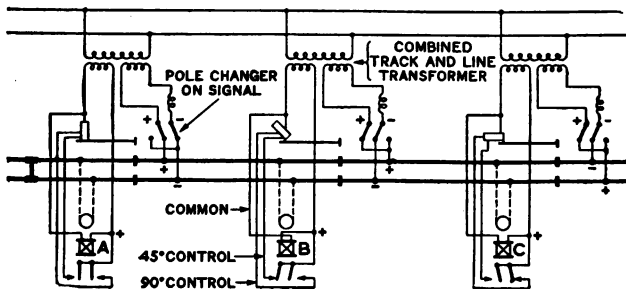 COMBINED
TRACK AND LINE
TRANSFORMER
POLE CHANGER
ON SIGNAL
+ -
+ -
+ -
+
-
+
-
-
+
COMMON
+
+
+
A
B
C
45° CONTROL
90° CONTROL